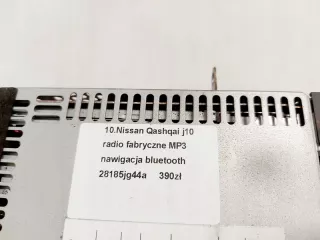 10.Nissan Qashqai j10
radio fabryczne MP3
nawigacja bluetooth
28185jg44a 390zł